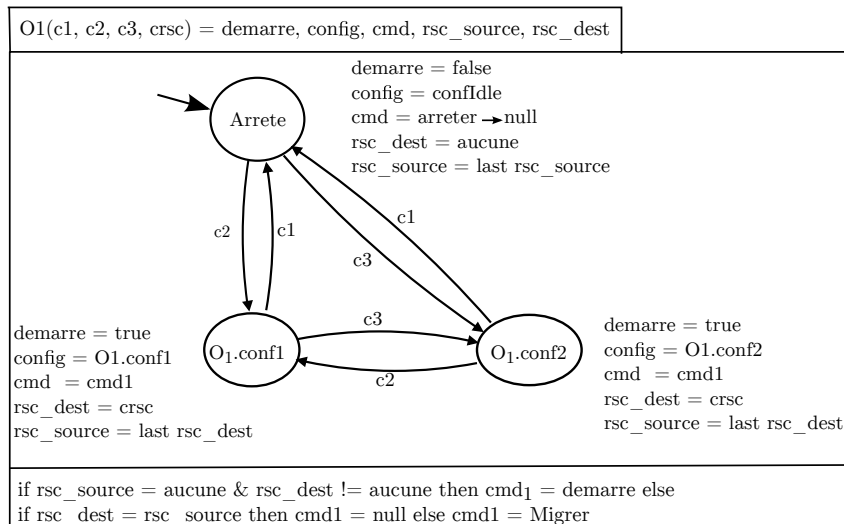 O1(c1, c2, c3, crsc) = demarre, config, cmd, rsc_source, rsc_dest
demarre = false
config = confIdle
cmd = arreter → null
rsc_dest = aucune
rsc_source = last rsc_source
Arrete
c1
c2
c1
c3
c3
O₁.conf1
O₁.conf2
c2
demarre = true
config = O1.conf1
cmd = cmd1
rsc_dest = crsc
rsc_source = last rsc_dest
demarre = true
config = O1.conf2
cmd = cmd1
rsc_dest = crsc
rsc_source = last rsc_dest
if rsc_source = aucune & rsc_dest != aucune then cmd₁ = demarre else
if rsc_dest = rsc_source then cmd1 = null else cmd1 = Migrer